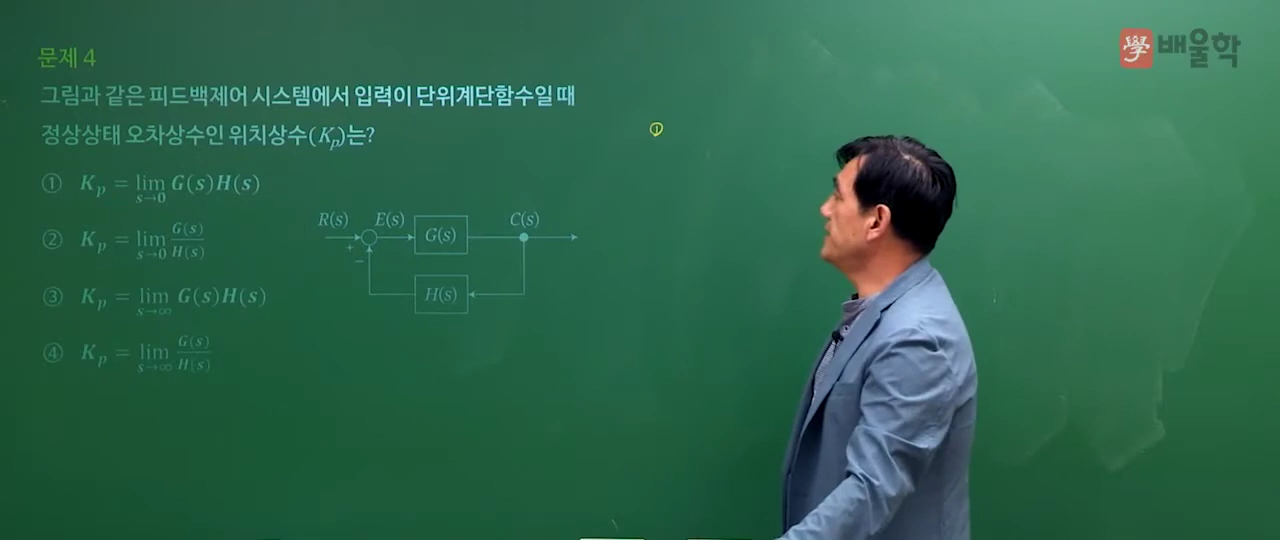 學 배울학
문제 4
그림과 같은 피드백제어 시스템에서 입력이 단위계단함수일 때
정상상태 오차상수인 위치상수(Kₚ)는?
①
① Kₚ = lim s→0 G(s)H(s)
② Kₚ = lim s→0 G(s)/H(s)
③ Kₚ = lim s→∞ G(s)H(s)
④ Kₚ = lim s→∞ G(s)/H(s)
R(s) E(s) G(s) C(s)
+
−
H(s)